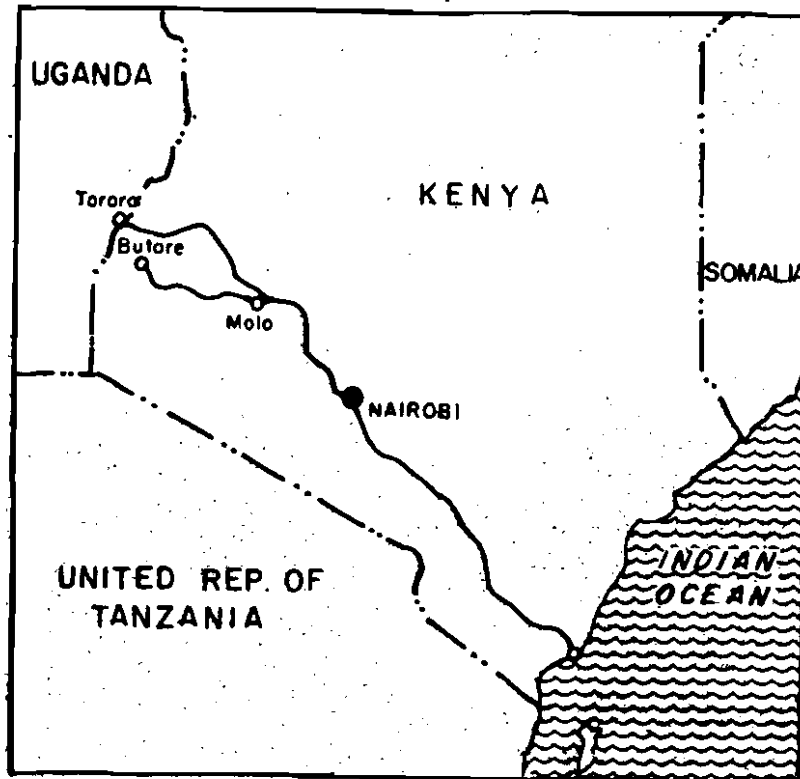 UGANDA
KENYA
Tororo
Butore
SOMALIA
Molo
NAIROBI
UNITED REP. OF
TANZANIA
INDIAN
OCEAN